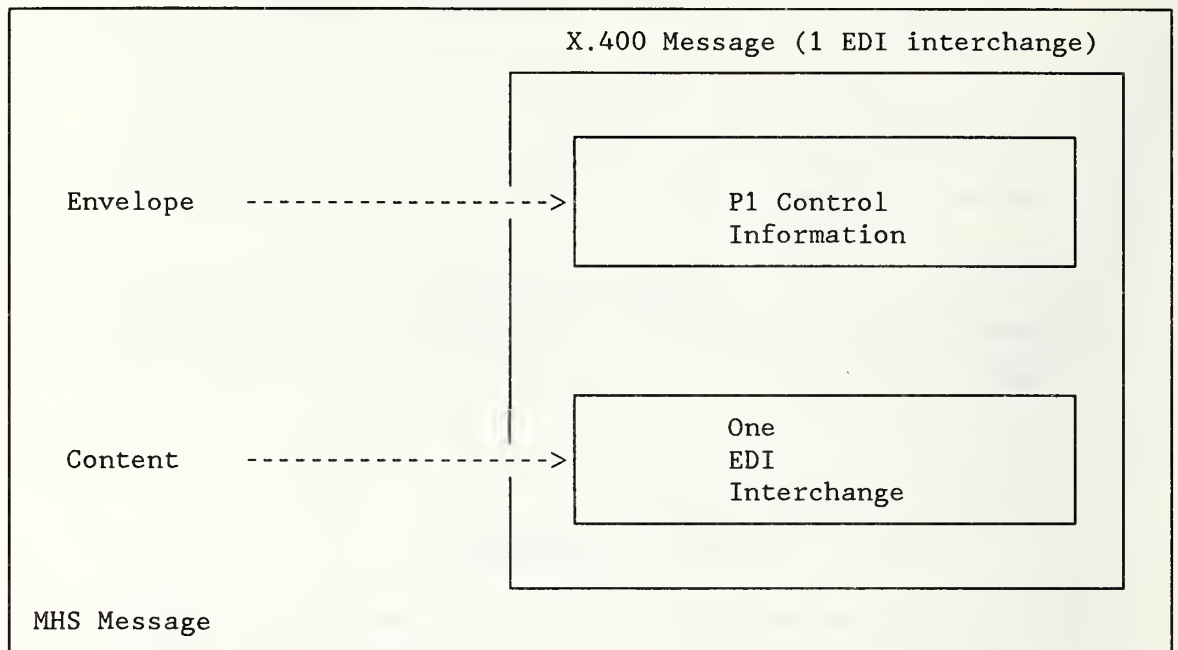 X.400 Message (1 EDI interchange)
Envelope ------------------->
P1 Control
Information
Content ------------------->
One
EDI
Interchange
MHS Message